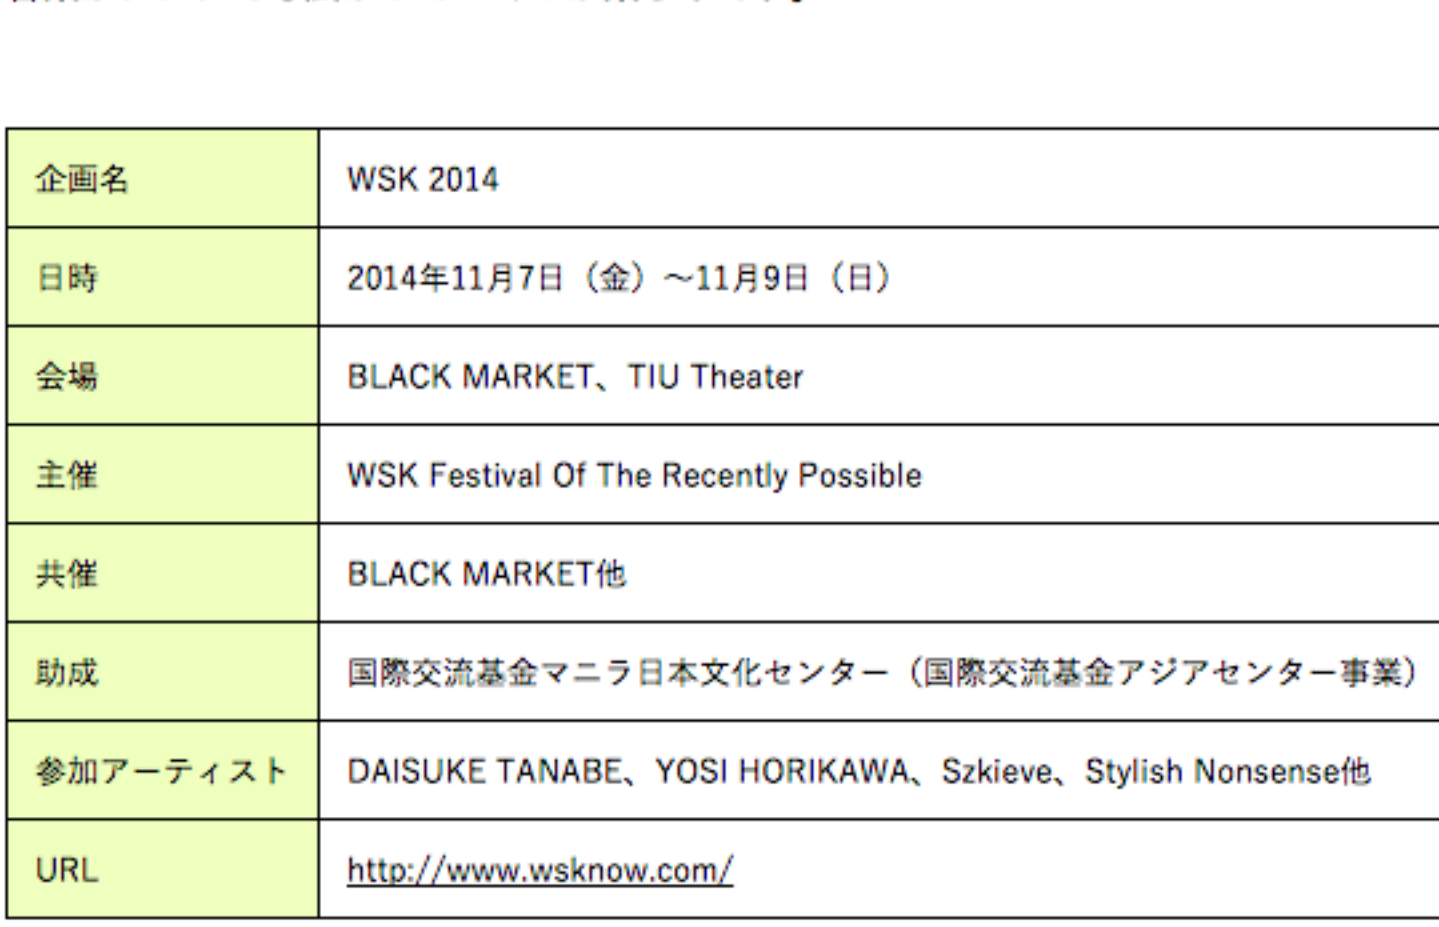 企画名 WSK 2014
日時 2014年11月7日（金）～11月9日（日）
会場 BLACK MARKET、TIU Theater
主催 WSK Festival Of The Recently Possible
共催 BLACK MARKET他
助成 国際交流基金マニラ日本文化センター（国際交流基金アジアセンター事業）
参加アーティスト DAISUKE TANABE、YOSI HORIKAWA、Szkieve、Stylish Nonsense他
URL http://www.wsknow.com/